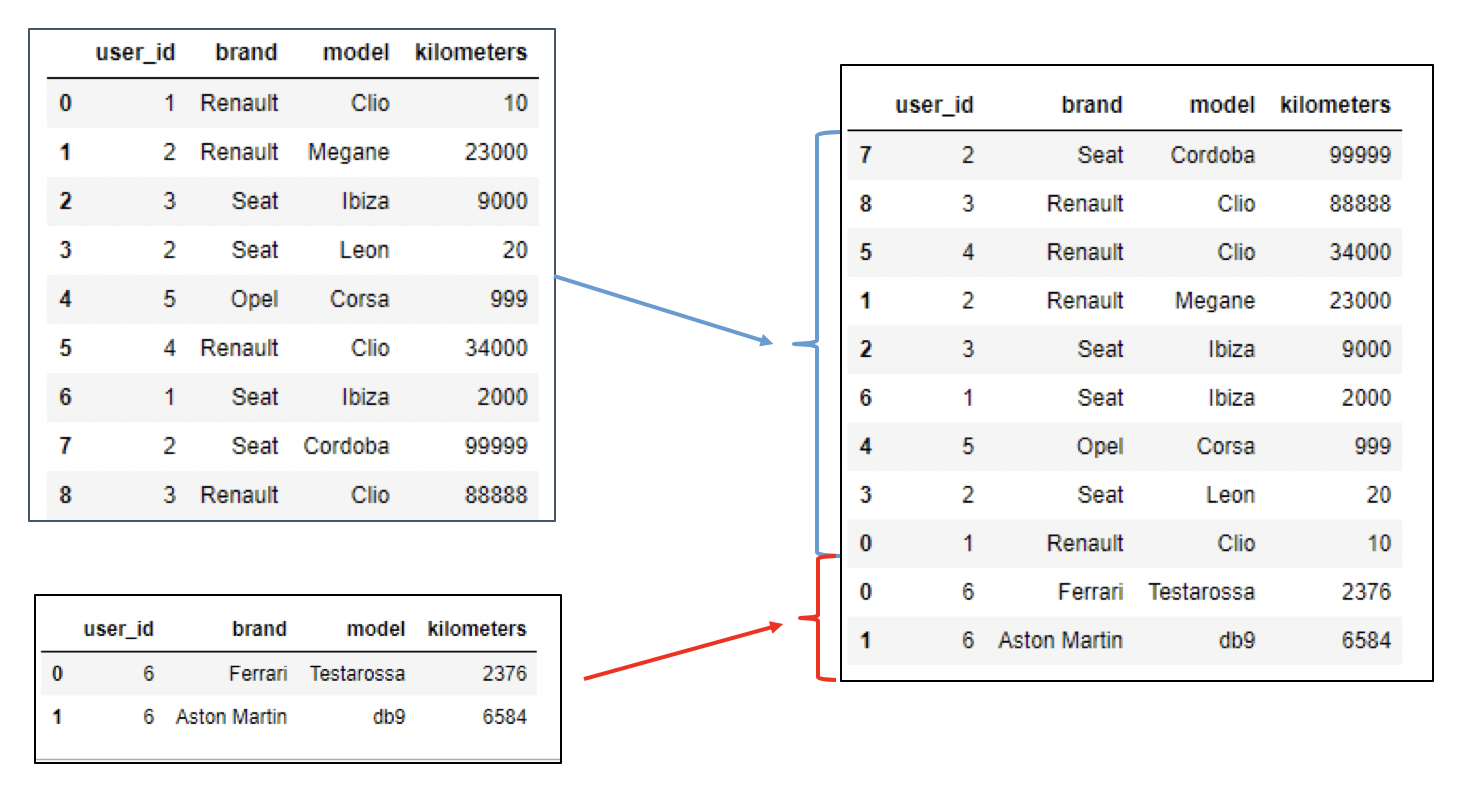 user_id brand model kilometers
0 1 Renault Clio 10
1 2 Renault Megane 23000
2 3 Seat Ibiza 9000
3 2 Seat Leon 20
4 5 Opel Corsa 999
5 4 Renault Clio 34000
6 1 Seat Ibiza 2000
7 2 Seat Cordoba 99999
8 3 Renault Clio 88888
user_id brand model kilometers
0 6 Ferrari Testarossa 2376
1 6 Aston Martin db9 6584
user_id brand model kilometers
7 2 Seat Cordoba 99999
8 3 Renault Clio 88888
5 4 Renault Clio 34000
1 2 Renault Megane 23000
2 3 Seat Ibiza 9000
6 1 Seat Ibiza 2000
4 5 Opel Corsa 999
3 2 Seat Leon 20
0 1 Renault Clio 10
0 6 Ferrari Testarossa 2376
1 6 Aston Martin db9 6584